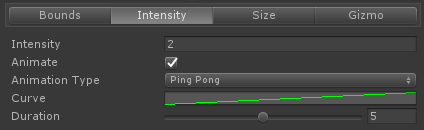 Bounds Intensity Size Gizmo
Intensity 2
Animate
Animation Type Ping Pong
Curve
Duration 5